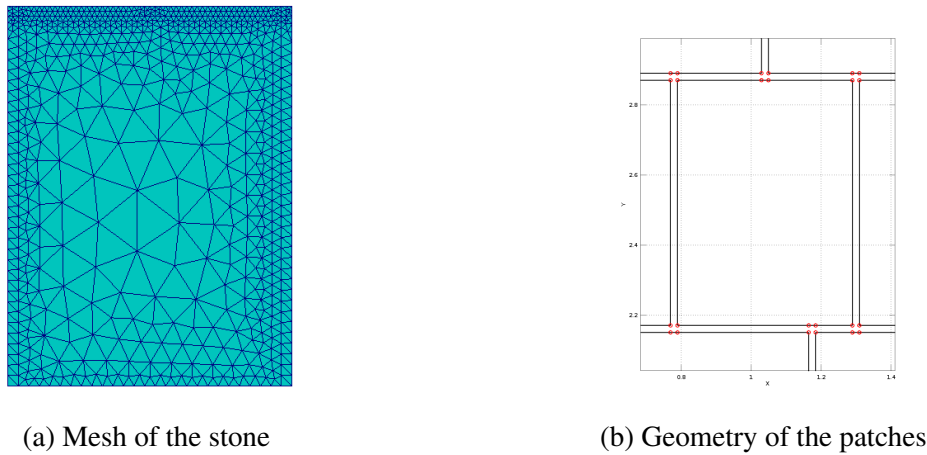 2.8
2.6
Y
2.4
2.2
0.8
1
1.2
1.4
X
(a) Mesh of the stone
(b) Geometry of the patches